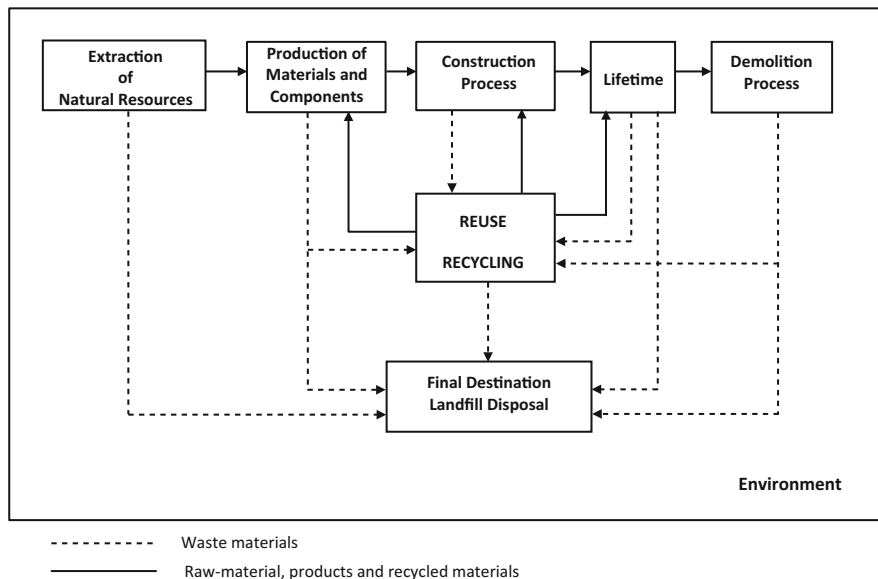 Extraction
of
Natural Resources
Production of
Materials and
Components
Construction
Process
Lifetime
Demolition
Process
REUSE
RECYCLING
Final Destination
Landfill Disposal
Environment
Waste materials
Raw-material, products and recycled materials